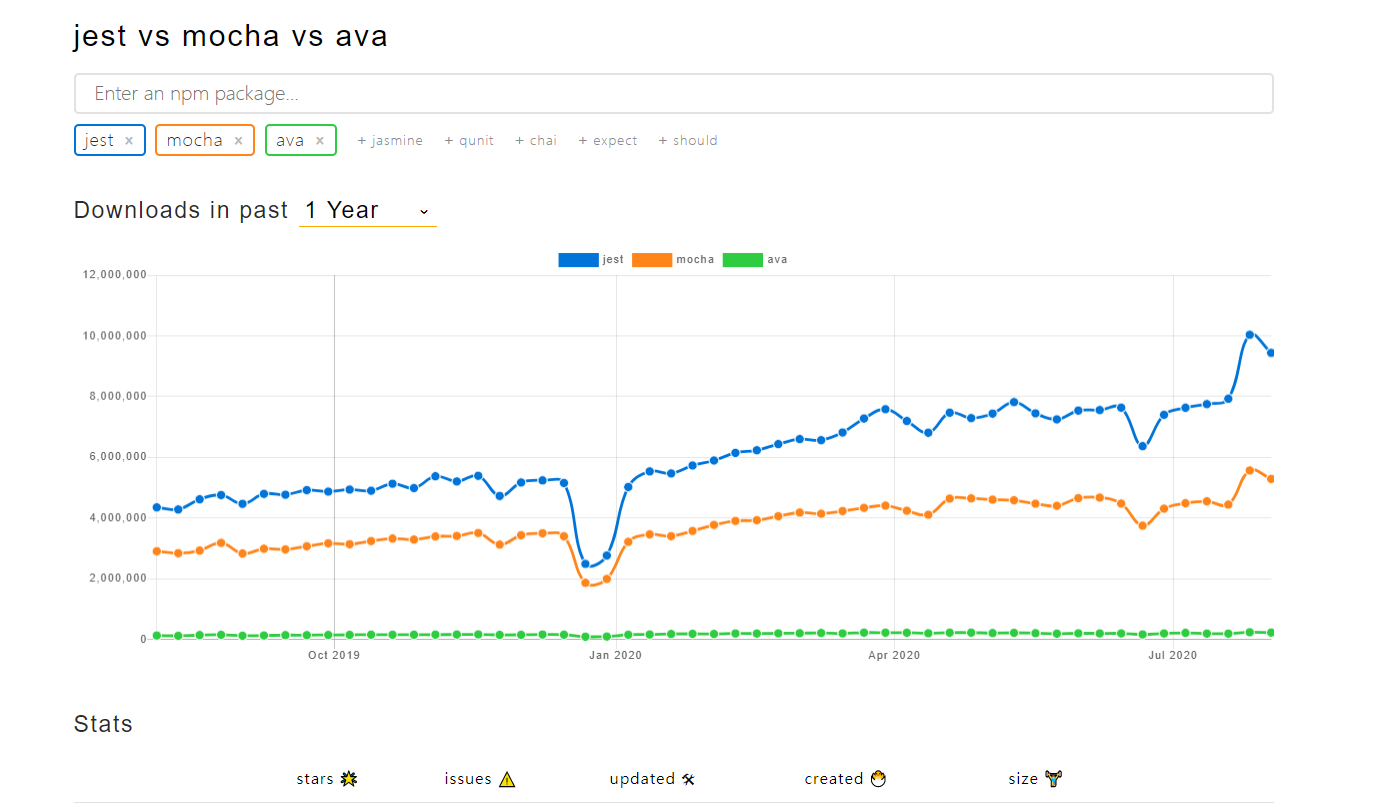 jest vs mocha vs ava
Enter an npm package...
jest × mocha × ava × + jasmine + qunit + chai + expect + should
Downloads in past 1 Year
jest mocha ava
12,000,000
10,000,000
8,000,000
6,000,000
4,000,000
2,000,000
0
Oct 2019 Jan 2020 Apr 2020 Jul 2020
Stats
stars issues updated created size